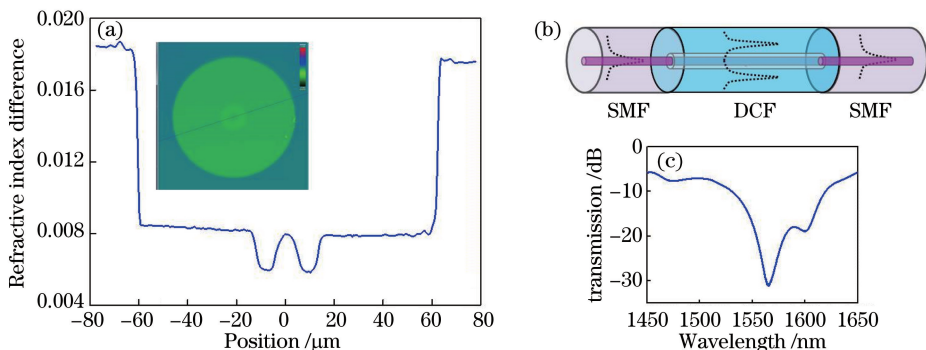 (a)
Refractive index difference
0.020
0.016
0.012
0.008
0.004
−80 −60 −40 −20 0 20 40 60 80
Position /μm
(b)
SMF DCF SMF
(c)
transmission /dB
0
−10
−20
−30
1450 1500 1550 1600 1650
Wavelength /nm